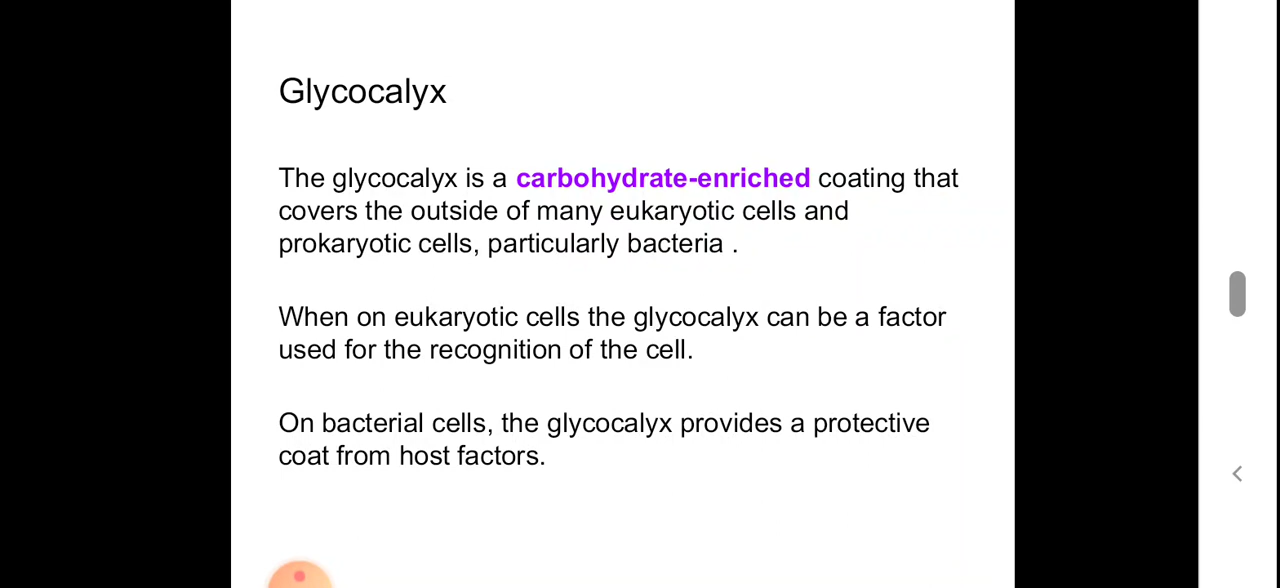 Glycocalyx
The glycocalyx is a carbohydrate-enriched coating that
covers the outside of many eukaryotic cells and
prokaryotic cells, particularly bacteria .
When on eukaryotic cells the glycocalyx can be a factor
used for the recognition of the cell.
On bacterial cells, the glycocalyx provides a protective
coat from host factors.